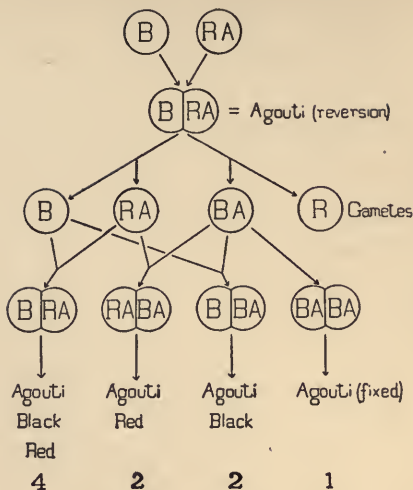 B RA
B RA = Agouti (reversion)
B RA BA R Gametes
B RA RA BA B BA BA BA
Agouti Agouti Agouti Agouti (fixed)
Black Red Black
Red
4 2 2 1